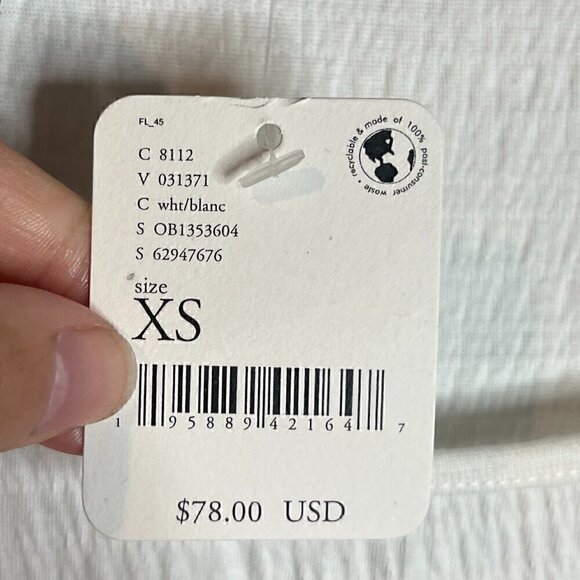 FL_45
recyclable & made of 100% post-consumer waste •
C 8112
V 031371
C wht/blanc
S OB1353604
S 62947676
size
XS
1 95889 42164 7
$78.00 USD